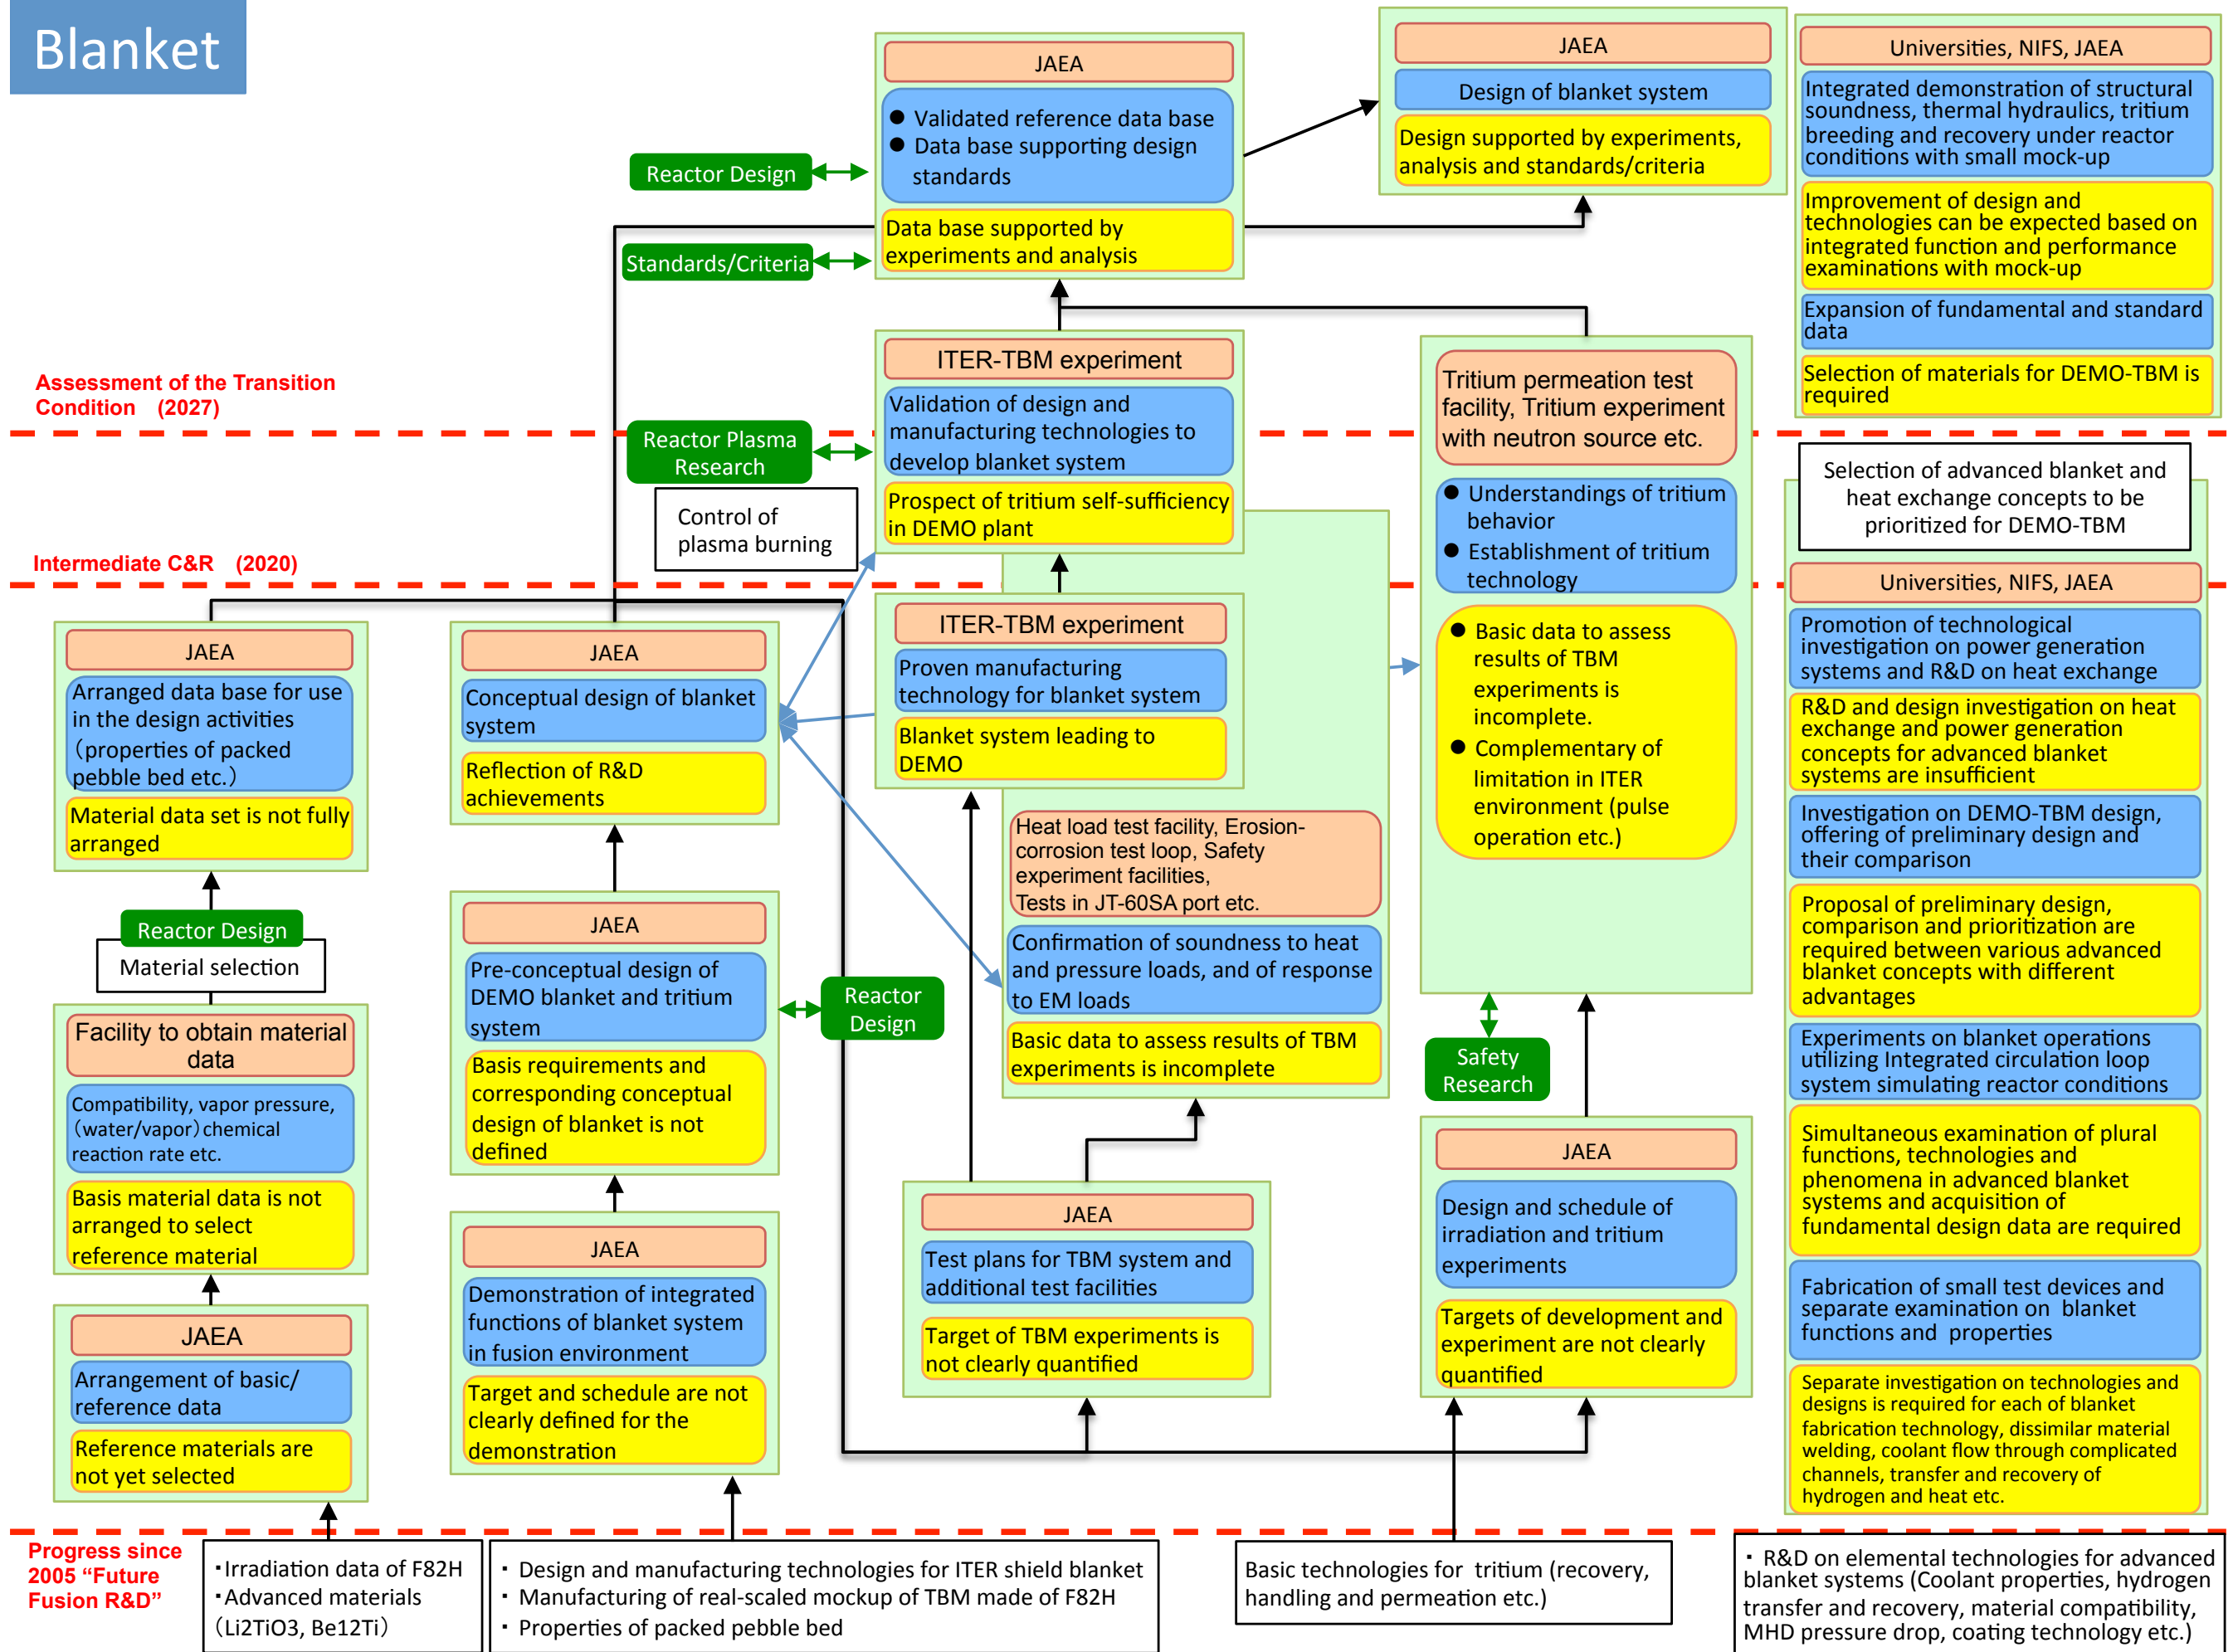 Blanket
JAEA
● Validated reference data base
● Data base supporting design
standards
Data base supported by
experiments and analysis
JAEA
Design of blanket system
Design supported by experiments,
analysis and standards/criteria
Universities, NIFS, JAEA
Integrated demonstration of structural
soundness, thermal hydraulics, tritium
breeding and recovery under reactor
conditions with small mock-up
Improvement of design and
technologies can be expected based on
integrated function and performance
examinations with mock-up
Expansion of fundamental and standard
data
Selection of materials for DEMO-TBM is
required
Reactor Design
Standards/Criteria
ITER-TBM experiment
Validation of design and
manufacturing technologies to
develop blanket system
Prospect of tritium self-sufficiency
in DEMO plant
Assessment of the Transition
Condition (2027)
Reactor Plasma
Research
Control of
plasma burning
Intermediate C&R (2020)
Tritium permeation test
facility, Tritium experiment
with neutron source etc.
● Understandings of tritium
behavior
● Establishment of tritium
technology
● Basic data to assess
results of TBM
experiments is
incomplete.
● Complementary of
limitation in ITER
environment (pulse
operation etc.)
Selection of advanced blanket and
heat exchange concepts to be
prioritized for DEMO-TBM
Universities, NIFS, JAEA
Promotion of technological
investigation on power generation
systems and R&D on heat exchange
R&D and design investigation on heat
exchange and power generation
concepts for advanced blanket
systems are insufficient
Investigation on DEMO-TBM design,
offering of preliminary design and
their comparison
Proposal of preliminary design,
comparison and prioritization are
required between various advanced
blanket concepts with different
advantages
Experiments on blanket operations
utilizing Integrated circulation loop
system simulating reactor conditions
Simultaneous examination of plural
functions, technologies and
phenomena in advanced blanket
systems and acquisition of
fundamental design data are required
Fabrication of small test devices and
separate examination on blanket
functions and properties
Separate investigation on technologies and
designs is required for each of blanket
fabrication technology, dissimilar material
welding, coolant flow through complicated
channels, transfer and recovery of
hydrogen and heat etc.
JAEA
Arranged data base for use
in the design activities
(properties of packed
pebble bed etc.)
Material data set is not fully
arranged
Reactor Design
Material selection
Facility to obtain material
data
Compatibility, vapor pressure,
(water/vapor)chemical
reaction rate etc.
Basis material data is not
arranged to select
reference material
JAEA
Arrangement of basic/
reference data
Reference materials are
not yet selected
JAEA
Conceptual design of blanket
system
Reflection of R&D
achievements
JAEA
Pre-conceptual design of
DEMO blanket and tritium
system
Basis requirements and
corresponding conceptual
design of blanket is not
defined
Reactor
Design
JAEA
Demonstration of integrated
functions of blanket system
in fusion environment
Target and schedule are not
clearly defined for the
demonstration
ITER-TBM experiment
Proven manufacturing
technology for blanket system
Blanket system leading to
DEMO
Heat load test facility, Erosion-
corrosion test loop, Safety
experiment facilities,
Tests in JT-60SA port etc.
Confirmation of soundness to heat
and pressure loads, and of response
to EM loads
Basic data to assess results of TBM
experiments is incomplete
JAEA
Test plans for TBM system and
additional test facilities
Target of TBM experiments is
not clearly quantified
Safety
Research
JAEA
Design and schedule of
irradiation and tritium
experiments
Targets of development and
experiment are not clearly
quantified
Progress since
2005 “Future
Fusion R&D”
・Irradiation data of F82H
・Advanced materials
(Li2TiO3, Be12Ti)
・ Design and manufacturing technologies for ITER shield blanket
・ Manufacturing of real-scaled mockup of TBM made of F82H
・ Properties of packed pebble bed
Basic technologies for tritium (recovery,
handling and permeation etc.)
・ R&D on elemental technologies for advanced
blanket systems (Coolant properties, hydrogen
transfer and recovery, material compatibility,
MHD pressure drop, coating technology etc.)